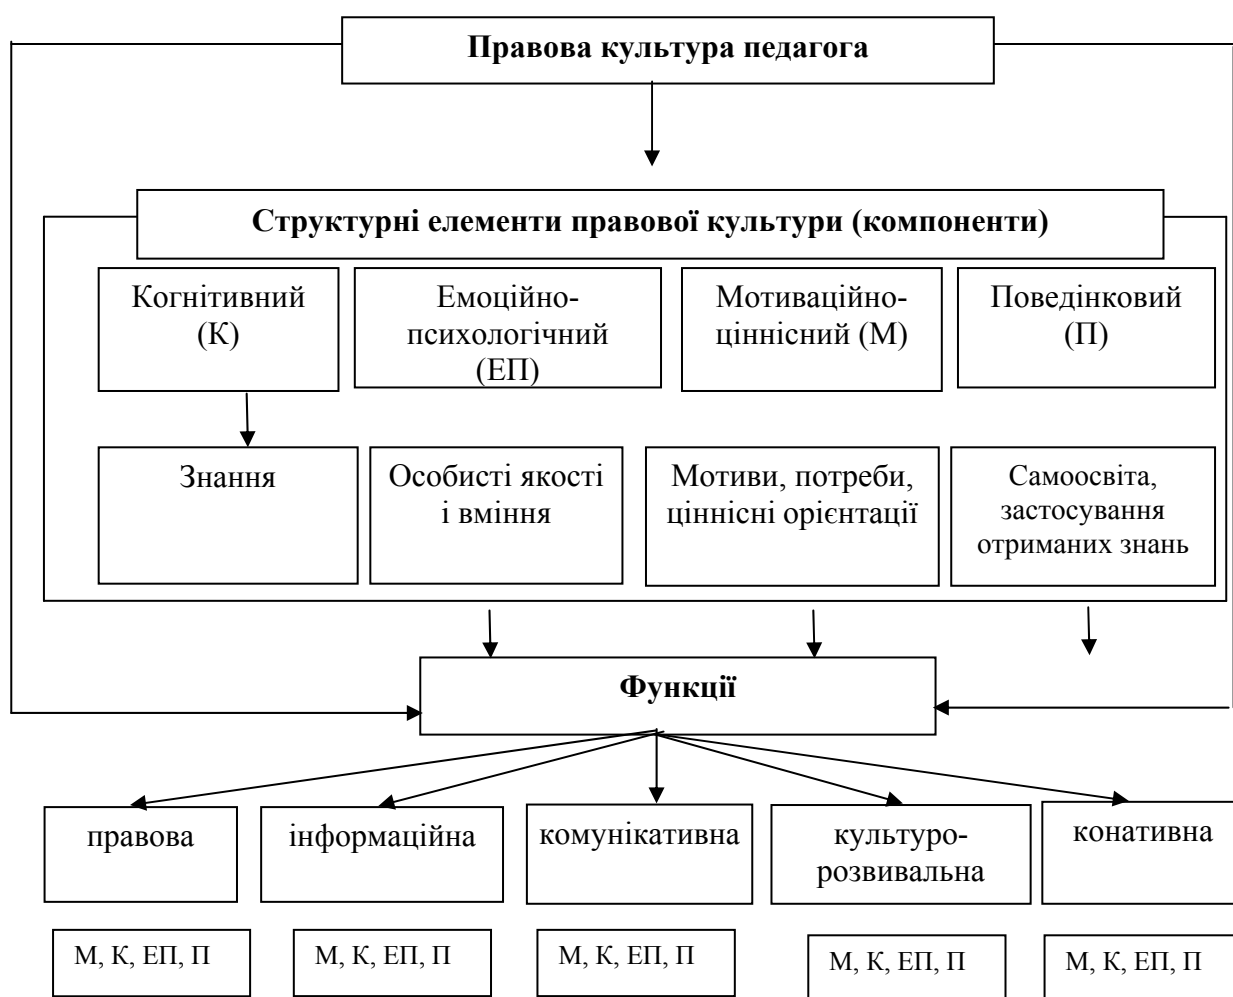 Правова культура педагога
Структурні елементи правової культури (компоненти)
Когнітивний
(К)
Емоційно-
психологічний
(ЕП)
Мотиваційно-
ціннісний (М)
Поведінковий
(П)
Знання
Особисті якості
і вміння
Мотиви, потреби,
ціннісні орієнтації
Самоосвіта,
застосування
отриманих знань
Функції
правова
інформаційна
комунікативна
культуро-
розвивальна
конативна
М, К, ЕП, П
М, К, ЕП, П
М, К, ЕП, П
М, К, ЕП, П
М, К, ЕП, П